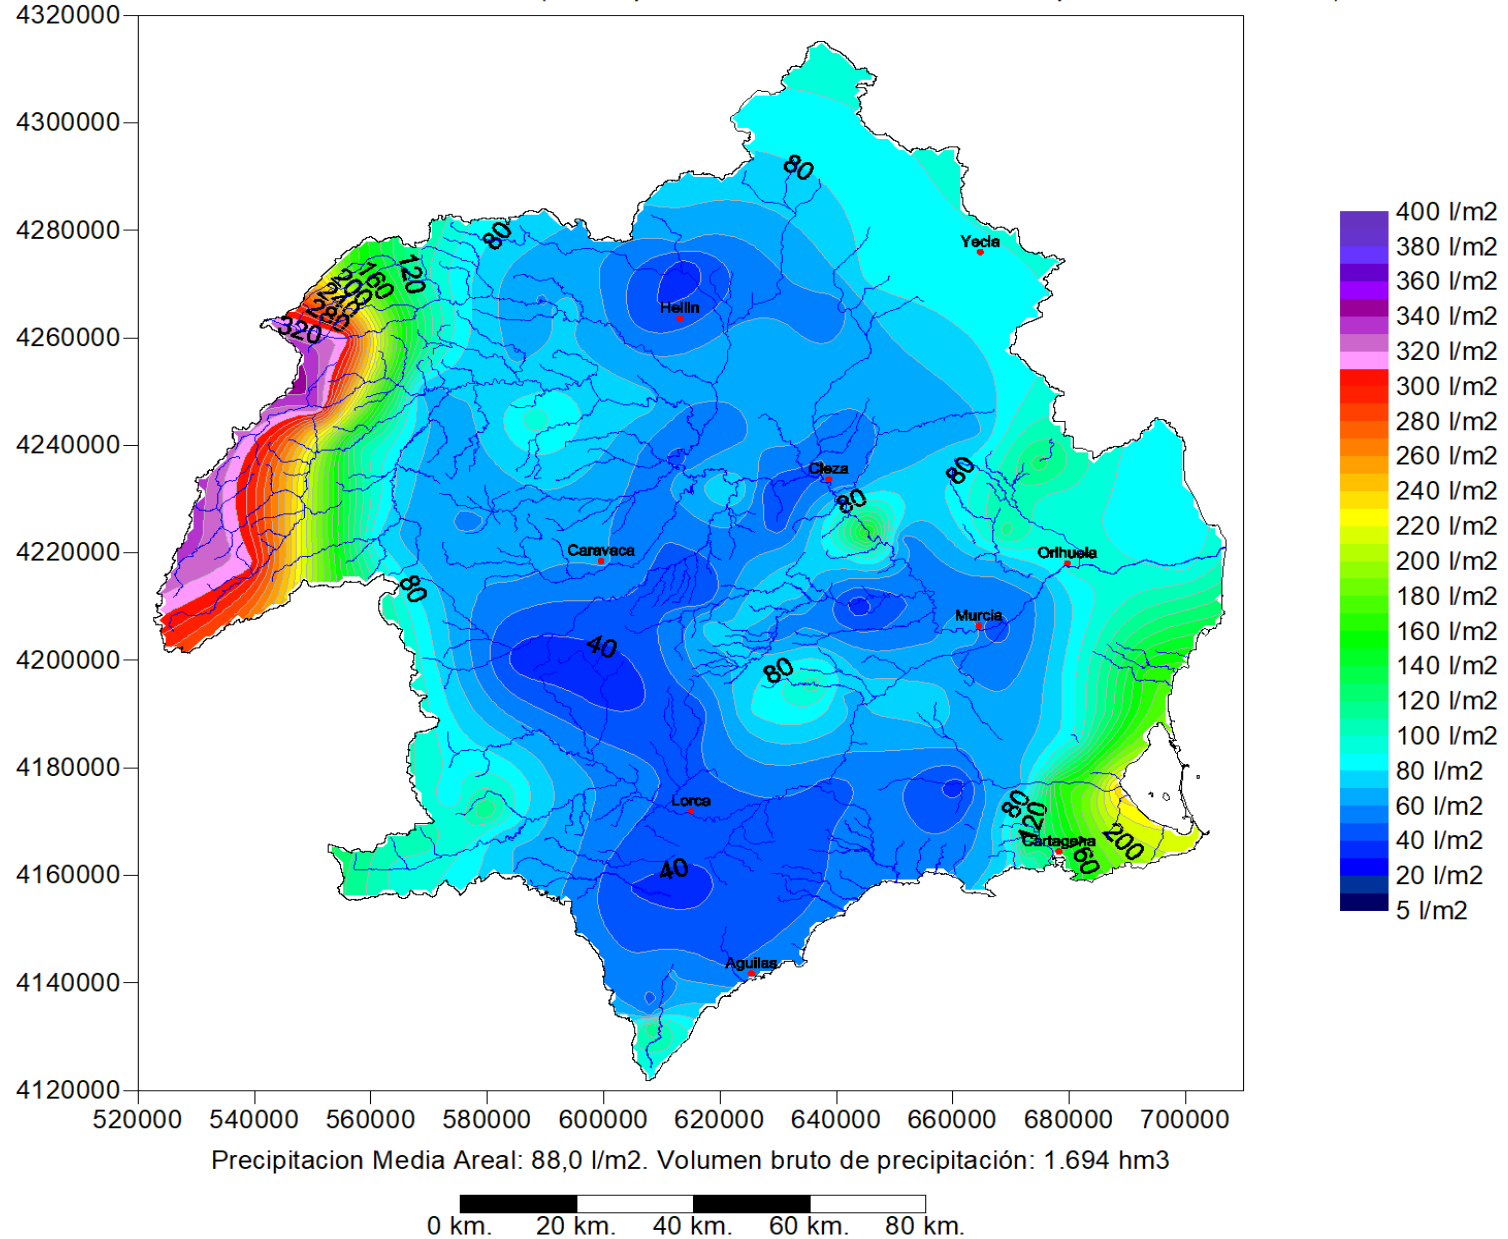 4320000
4300000
4280000
4260000
4240000
4220000
4200000
4180000
4160000
4140000
4120000
520000 540000 560000 580000 600000 620000 640000 660000 680000 700000
80
80
Yecla
120
160
200
240
280
320
Hellin
Cieza
80
80
Caravaca
Orihuela
80
Murcia
40
80
Lorca
80
120
Cartagena
160
200
40
Aguilas
400 l/m2
380 l/m2
360 l/m2
340 l/m2
320 l/m2
300 l/m2
280 l/m2
260 l/m2
240 l/m2
220 l/m2
200 l/m2
180 l/m2
160 l/m2
140 l/m2
120 l/m2
100 l/m2
80 l/m2
60 l/m2
40 l/m2
20 l/m2
5 l/m2
Precipitacion Media Areal: 88,0 l/m2. Volumen bruto de precipitación: 1.694 hm3
0 km. 20 km. 40 km. 60 km. 80 km.